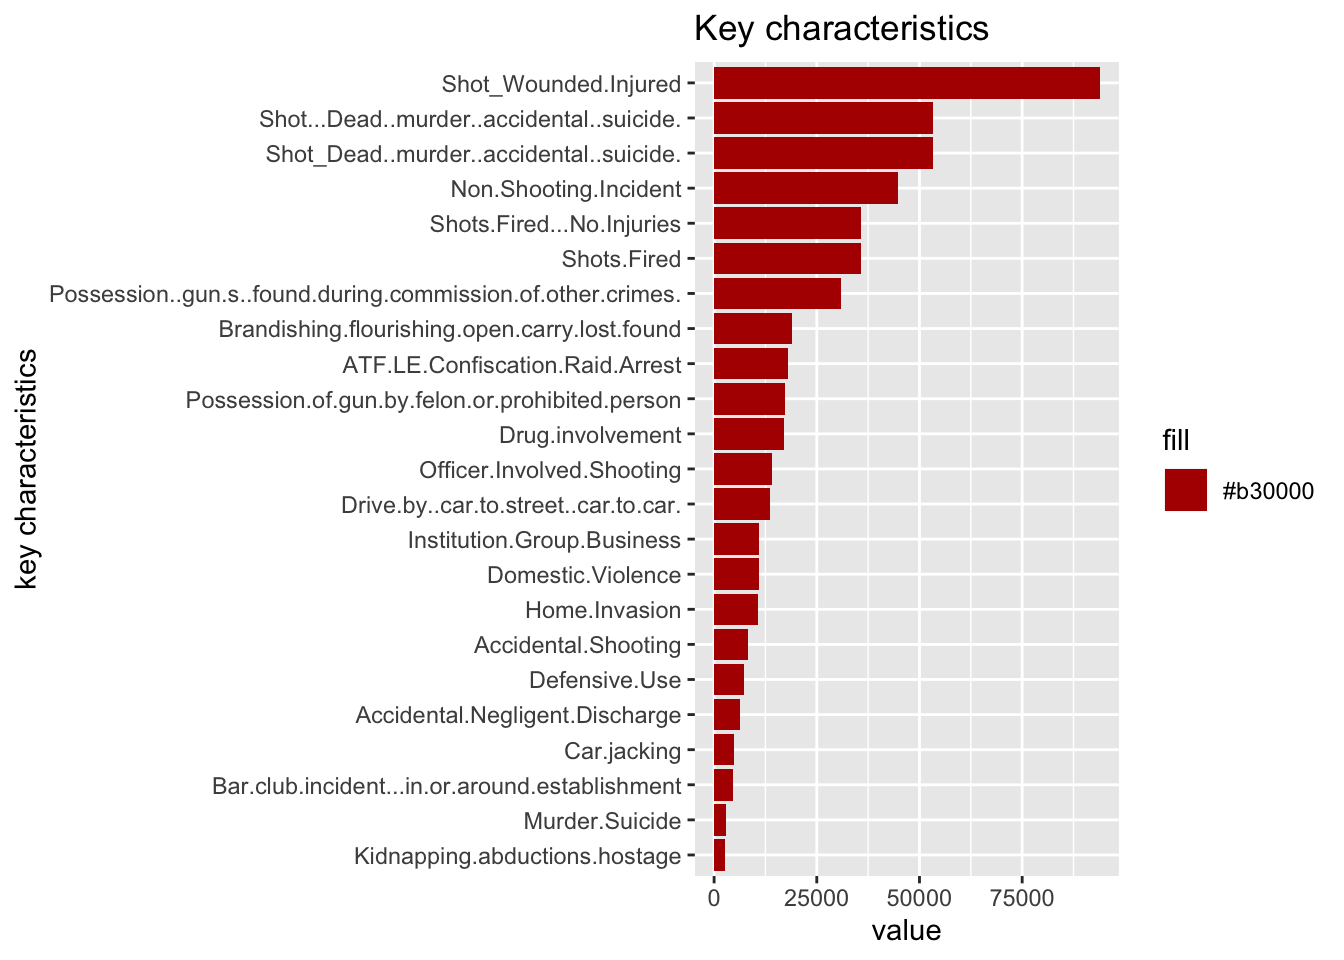 Key characteristics
key characteristics
Shot_Wounded.Injured
Shot...Dead..murder..accidental..suicide.
Shot_Dead..murder..accidental..suicide.
Non.Shooting.Incident
Shots.Fired...No.Injuries
Shots.Fired
Possession..gun.s..found.during.commission.of.other.crimes.
Brandishing.flourishing.open.carry.lost.found
ATF.LE.Confiscation.Raid.Arrest
Possession.of.gun.by.felon.or.prohibited.person
Drug.involvement
Officer.Involved.Shooting
Drive.by..car.to.street..car.to.car.
Institution.Group.Business
Domestic.Violence
Home.Invasion
Accidental.Shooting
Defensive.Use
Accidental.Negligent.Discharge
Car.jacking
Bar.club.incident...in.or.around.establishment
Murder.Suicide
Kidnapping.abductions.hostage
0 25000 50000 75000
value
fill
#b30000